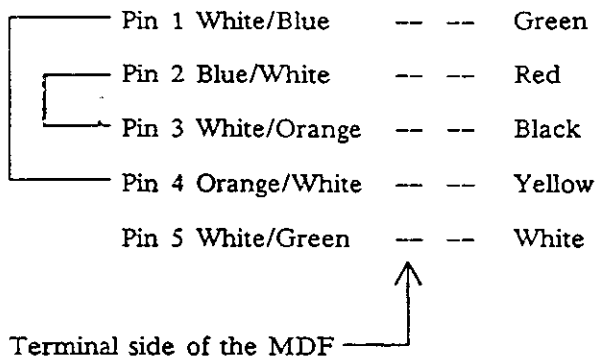 Pin 1 White/Blue -- -- Green
Pin 2 Blue/White -- -- Red
Pin 3 White/Orange -- -- Black
Pin 4 Orange/White -- -- Yellow
Pin 5 White/Green -- -- White
Terminal side of the MDF